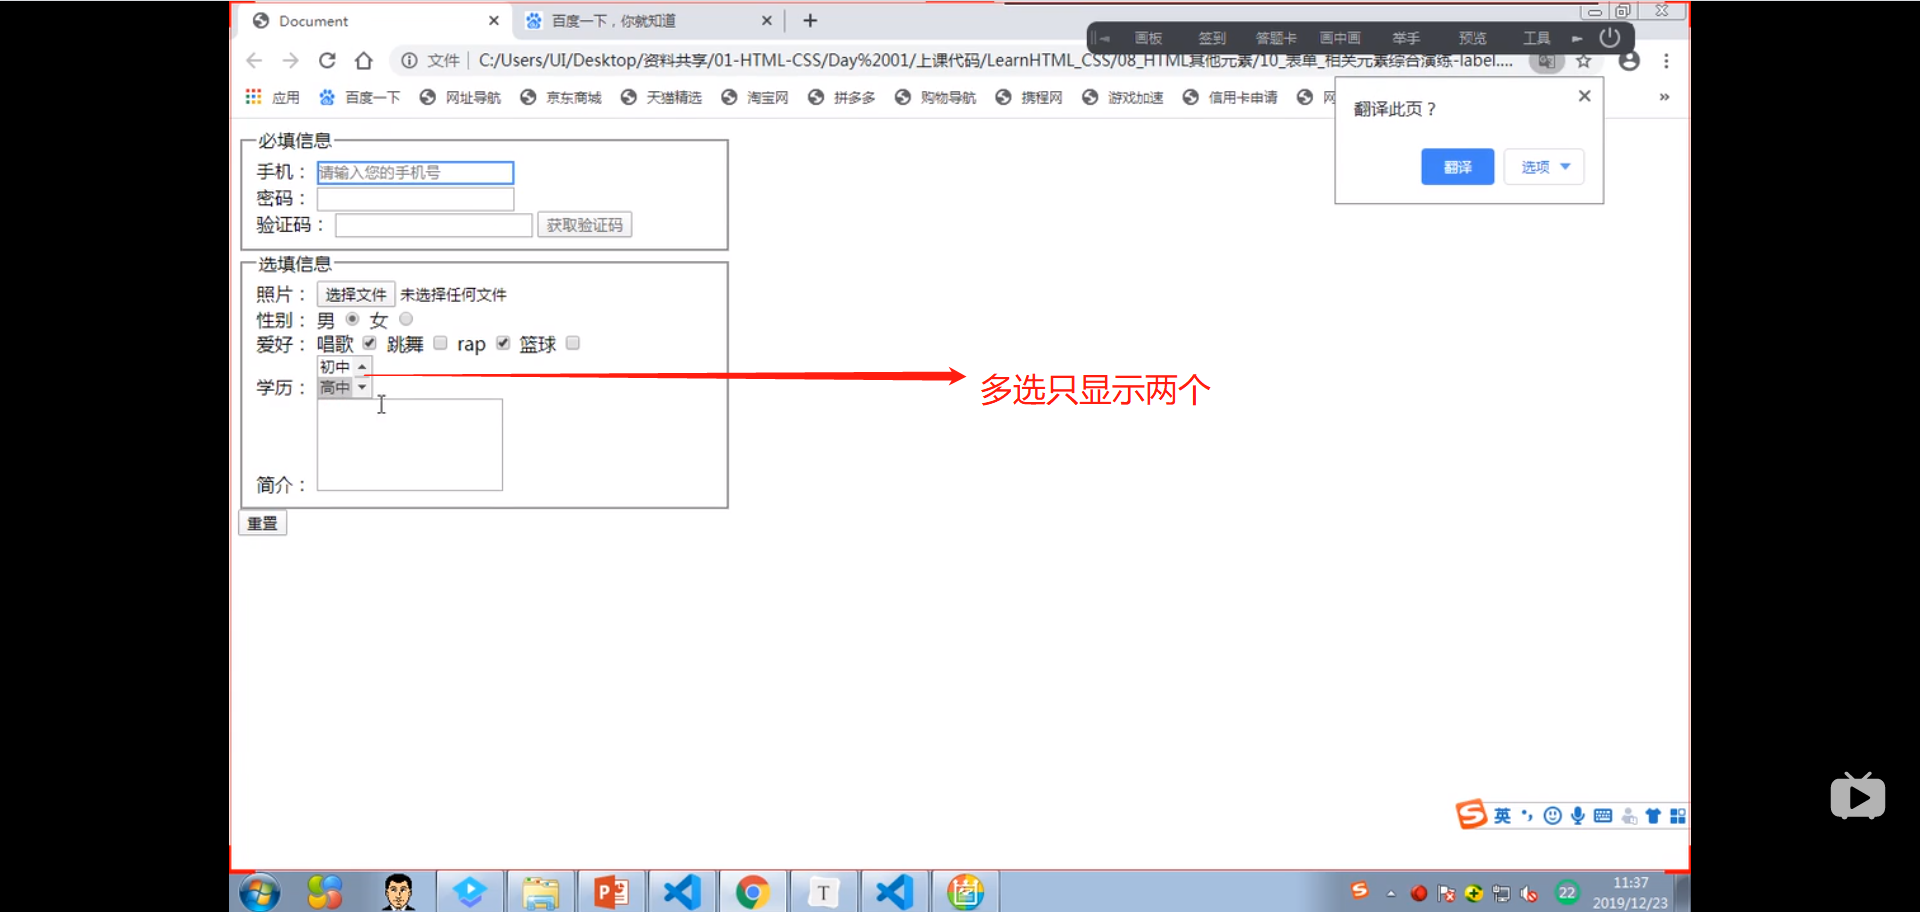 Document
百度一下，你就知道
画板 签到 答题卡 画中画 举手 预览 工具
文件 C:/Users/UI/Desktop/资料共享/01-HTML-CSS/Day%2001/上课代码/LearnHTML_CSS/08_HTML其他元素/10_表单_相关元素综合演练-label....
应用 百度一下 网址导航 京东商城 天猫精选 淘宝网 拼多多 购物导航 携程网 游戏加速 信用卡申请 网 »
翻译此页？
翻译 选项
必填信息
手机： 请输入您的手机号
密码：
验证码： 获取验证码
选填信息
照片： 选择文件 未选择任何文件
性别： 男 女
爱好： 唱歌 跳舞 rap 篮球
初中
学历： 高中
多选只显示两个
简介：
重置
英
22
11:37
2019/12/23